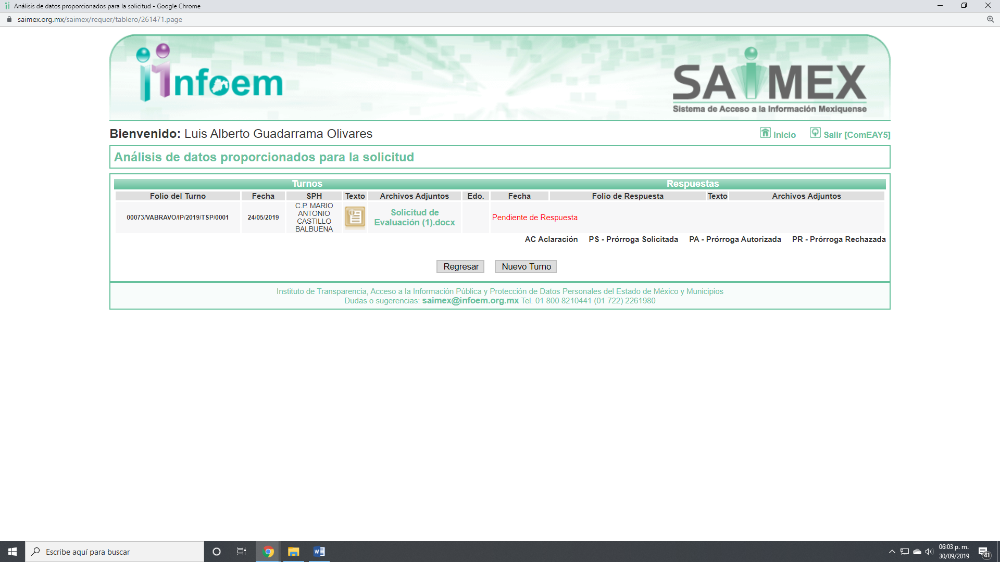 Análisis de datos proporcionados para la solicitud - Google Chrome
saimex.org.mx/saimex/requer/tablero/261471.page
infoem
SAIMEX
Sistema de Acceso a la Información Mexiquense
Bienvenido: Luis Alberto Guadarrama Olivares
Inicio Salir [ComEAY5]
Análisis de datos proporcionados para la solicitud
Turnos Respuestas
Folio del Turno Fecha SPH Texto Archivos Adjuntos Edo. Fecha Folio de Respuesta Texto Archivos Adjuntos
00073/VABRAVO/IP/2019/TSP/0001 24/05/2019
C.P. MARIO
ANTONIO
CASTILLO
BALBUENA
Solicitud de
Evaluación (1).docx
Pendiente de Respuesta
AC Aclaración PS - Prórroga Solicitada PA - Prórroga Autorizada PR - Prórroga Rechazada
Regresar Nuevo Turno
Instituto de Transparencia, Acceso a la Información Pública y Protección de Datos Personales del Estado de México y Municipios
Dudas o sugerencias: saimex@infoem.org.mx Tel. 01 800 8210441 (01 722) 2261980
Escribe aquí para buscar
06:03 p. m.
30/09/2019
41